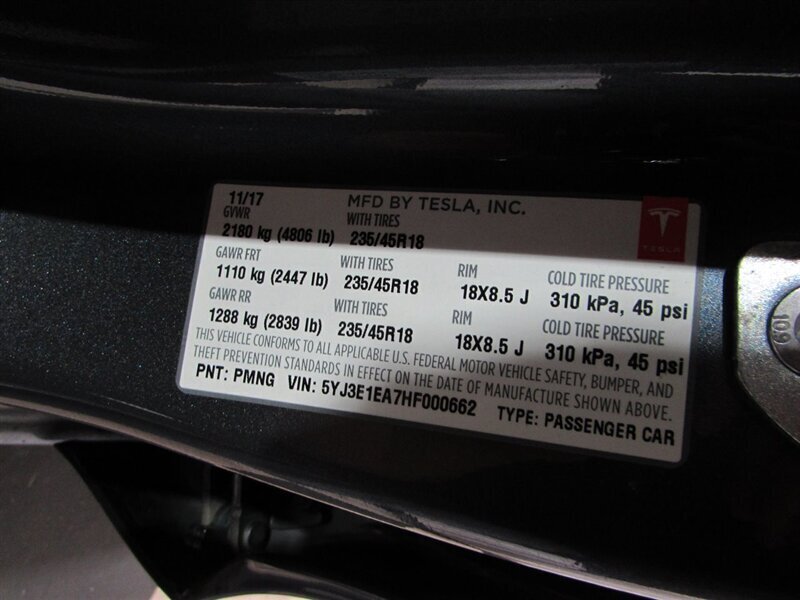 11/17 MFD BY TESLA, INC.
GVWR WITH TIRES
2180 kg (4806 lb) 235/45R18
TESLA
GAWR FRT WITH TIRES RIM COLD TIRE PRESSURE
1110 kg (2447 lb) 235/45R18 18X8.5 J 310 kPa, 45 psi
GAWR RR WITH TIRES RIM COLD TIRE PRESSURE
1288 kg (2839 lb) 235/45R18 18X8.5 J 310 kPa, 45 psi
THIS VEHICLE CONFORMS TO ALL APPLICABLE U.S. FEDERAL MOTOR VEHICLE SAFETY, BUMPER, AND
THEFT PREVENTION STANDARDS IN EFFECT ON THE DATE OF MANUFACTURE SHOWN ABOVE.
PNT: PMNG VIN: 5YJ3E1EA7HF000662 TYPE: PASSENGER CAR
10.9